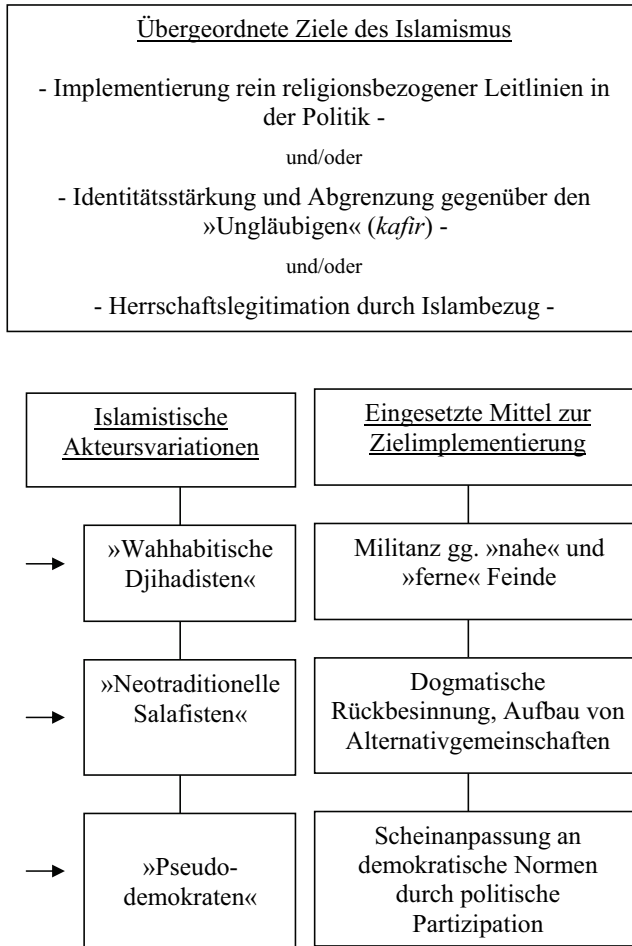 Übergeordnete Ziele des Islamismus
- Implementierung rein religionsbezogener Leitlinien in
der Politik -
und/oder
- Identitätsstärkung und Abgrenzung gegenüber den
»Ungläubigen« (kafir) -
und/oder
- Herrschaftslegitimation durch Islambezug -
Islamistische
Akteursvariationen
Eingesetzte Mittel zur
Zielimplementierung
»Wahhabitische
Djihadisten«
Militanz gg. »nahe« und
»ferne« Feinde
»Neotraditionelle
Salafisten«
Dogmatische
Rückbesinnung, Aufbau von
Alternativgemeinschaften
»Pseudo-
demokraten«
Scheinanpassung an
demokratische Normen
durch politische
Partizipation